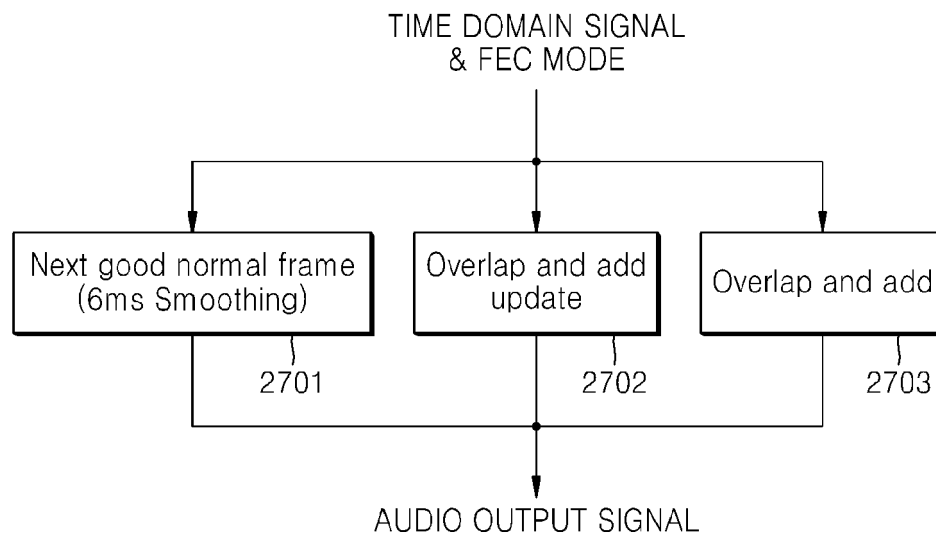 TIME DOMAIN SIGNAL
& FEC MODE
Next good normal frame
(6ms Smoothing)
Overlap and add
update
Overlap and add
2701
2702
2703
AUDIO OUTPUT SIGNAL